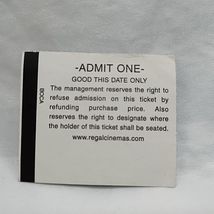 -ADMIT ONE-
GOOD THIS DATE ONLY
The management reserves the right to
refuse admission on this ticket by
refunding purchase price. Also
reserves the right to designate where
the holder of this ticket shall be seated.
www.regalcinemas.com
BOCA